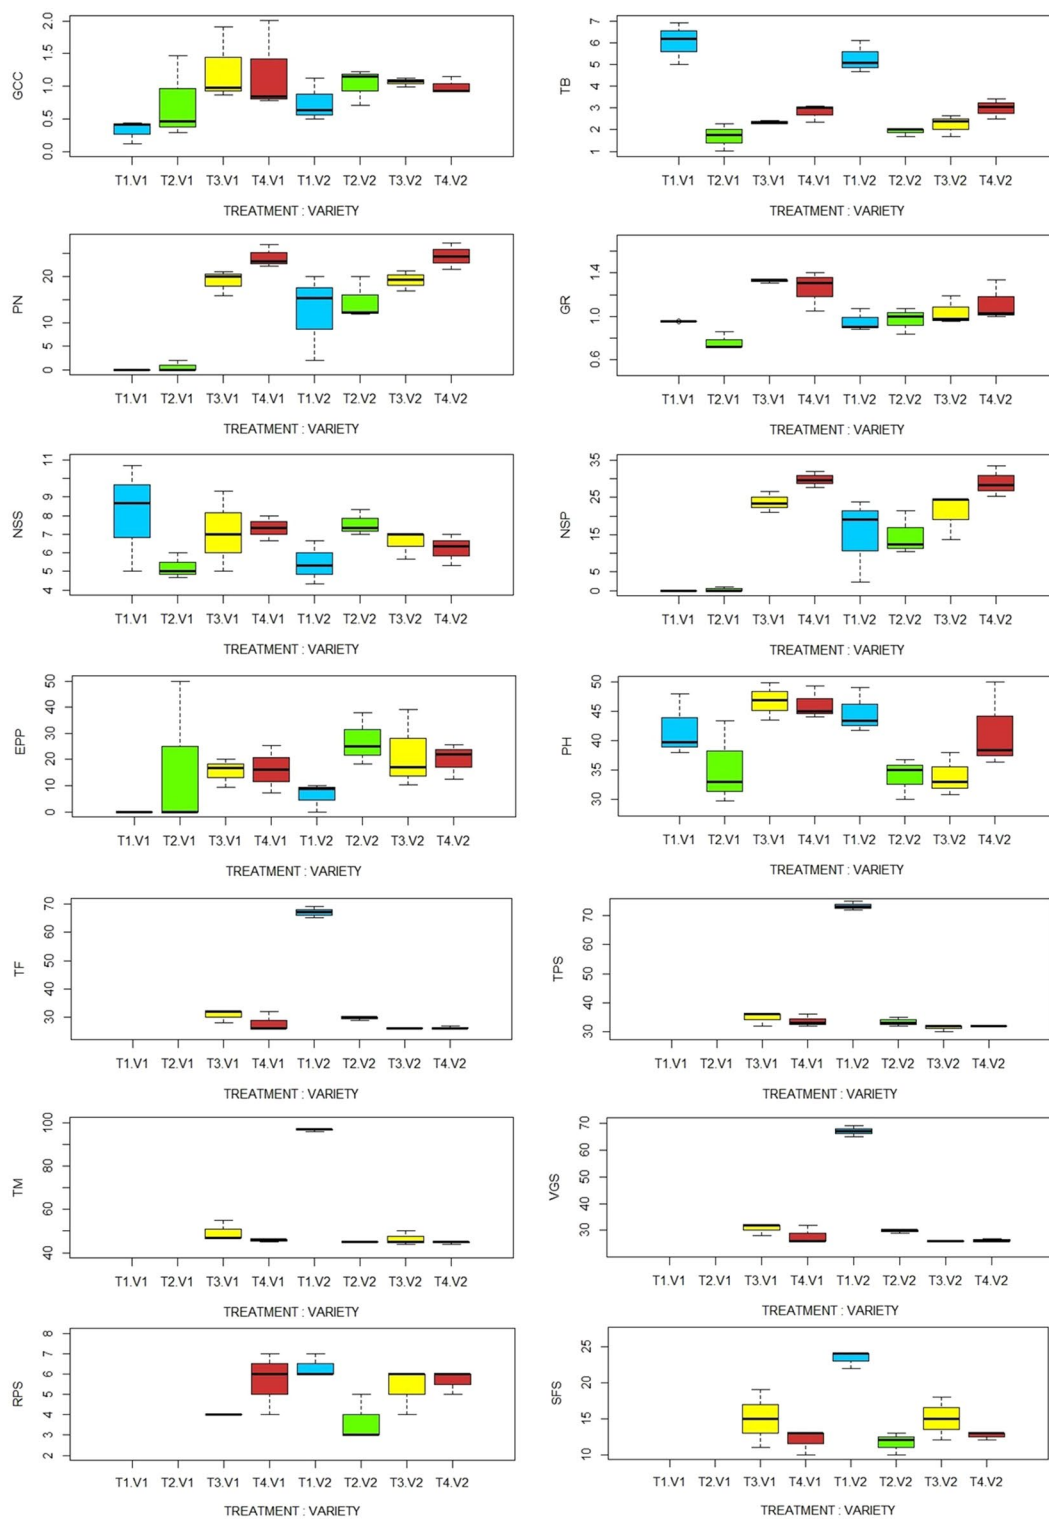 GCC
2.0
1.5
1.0
0.5
0.0
T1.V1 T2.V1 T3.V1 T4.V1 T1.V2 T2.V2 T3.V2 T4.V2
TREATMENT : VARIETY
TB
7
6
5
4
3
2
1
T1.V1 T2.V1 T3.V1 T4.V1 T1.V2 T2.V2 T3.V2 T4.V2
TREATMENT : VARIETY
PN
20
10
5
0
T1.V1 T2.V1 T3.V1 T4.V1 T1.V2 T2.V2 T3.V2 T4.V2
TREATMENT : VARIETY
GR
1.4
1.0
0.6
T1.V1 T2.V1 T3.V1 T4.V1 T1.V2 T2.V2 T3.V2 T4.V2
TREATMENT : VARIETY
NSS
11
9
8
7
6
5
4
T1.V1 T2.V1 T3.V1 T4.V1 T1.V2 T2.V2 T3.V2 T4.V2
TREATMENT : VARIETY
NSP
35
25
15
5
0
T1.V1 T2.V1 T3.V1 T4.V1 T1.V2 T2.V2 T3.V2 T4.V2
TREATMENT : VARIETY
EPP
50
40
30
20
10
0
T1.V1 T2.V1 T3.V1 T4.V1 T1.V2 T2.V2 T3.V2 T4.V2
TREATMENT : VARIETY
PH
50
45
40
35
30
T1.V1 T2.V1 T3.V1 T4.V1 T1.V2 T2.V2 T3.V2 T4.V2
TREATMENT : VARIETY
TF
70
60
50
30
T1.V1 T2.V1 T3.V1 T4.V1 T1.V2 T2.V2 T3.V2 T4.V2
TREATMENT : VARIETY
TPS
70
60
50
40
30
T1.V1 T2.V1 T3.V1 T4.V1 T1.V2 T2.V2 T3.V2 T4.V2
TREATMENT : VARIETY
TM
100
80
60
50
40
T1.V1 T2.V1 T3.V1 T4.V1 T1.V2 T2.V2 T3.V2 T4.V2
TREATMENT : VARIETY
VGS
70
60
50
40
30
T1.V1 T2.V1 T3.V1 T4.V1 T1.V2 T2.V2 T3.V2 T4.V2
TREATMENT : VARIETY
RPS
8
7
6
5
4
3
2
T1.V1 T2.V1 T3.V1 T4.V1 T1.V2 T2.V2 T3.V2 T4.V2
TREATMENT : VARIETY
SFS
25
20
15
10
T1.V1 T2.V1 T3.V1 T4.V1 T1.V2 T2.V2 T3.V2 T4.V2
TREATMENT : VARIETY